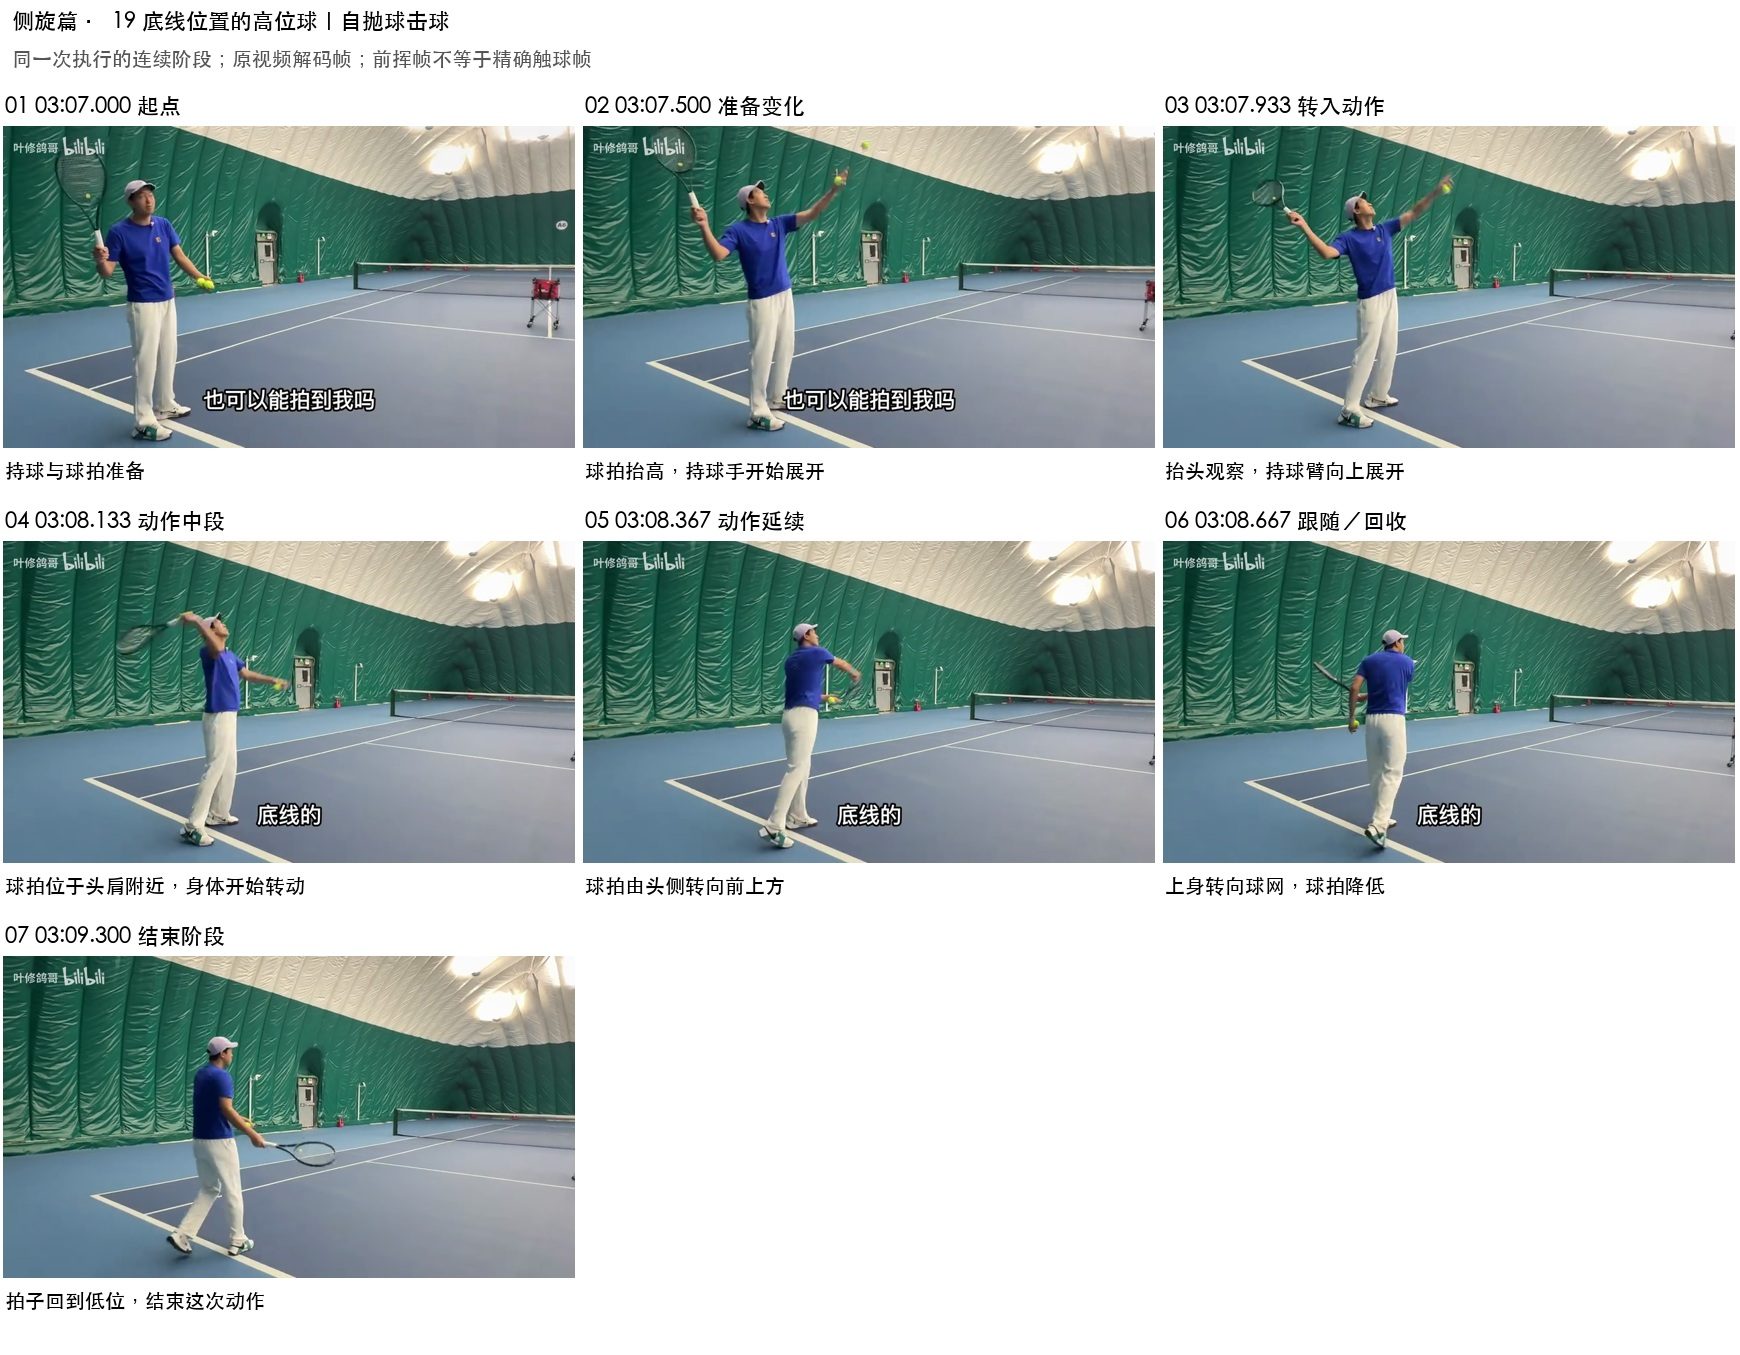 侧旋篇· 19 底线位置的高位球 | 自抛球击球
同一次执行的连续阶段；原视频解码帧；前挥帧不等于精确触球帧
01 03:07.000 起点
02 03:07.500 准备变化
03 03:07.933 转入动作
叶修鸽哥 bilibili
叶修鸽哥 bilibili
叶修鸽哥 bilibili
也可以能拍到我吗
也可以能拍到我吗
持球与球拍准备
球拍抬高，持球手开始展开
抬头观察，持球臂向上展开
04 03:08.133 动作中段
05 03:08.367 动作延续
06 03:08.667 跟随／回收
叶修鸽哥 bilibili
叶修鸽哥 bilibili
叶修鸽哥 bilibili
底线的
底线的
底线的
球拍位于头肩附近，身体开始转动
球拍由头侧转向前上方
上身转向球网，球拍降低
07 03:09.300 结束阶段
叶修鸽哥 bilibili
拍子回到低位，结束这次动作